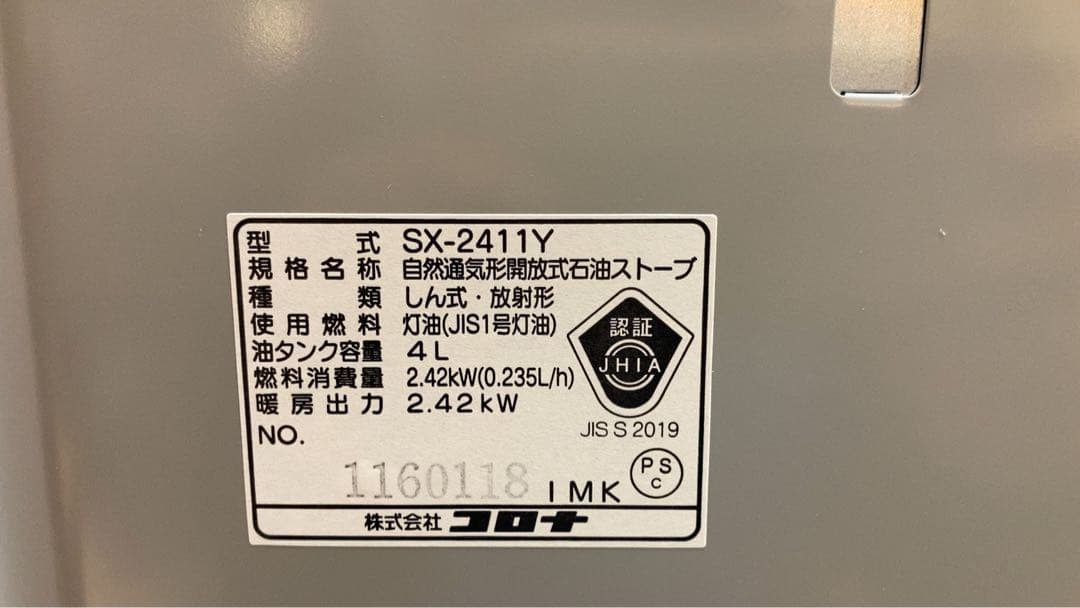 型式 SX-2411Y
規格名称 自然通気形開放式石油ストーブ
種類 しん式・放射形
使用燃料 灯油(JIS1号灯油)
油タンク容量 4L
燃料消費量 2.42kW(0.235L/h)
暖房出力 2.42kW
認証
JHIA
JIS S 2019
NO.
1160118 IMK
PS
C
株式会社 コロナ